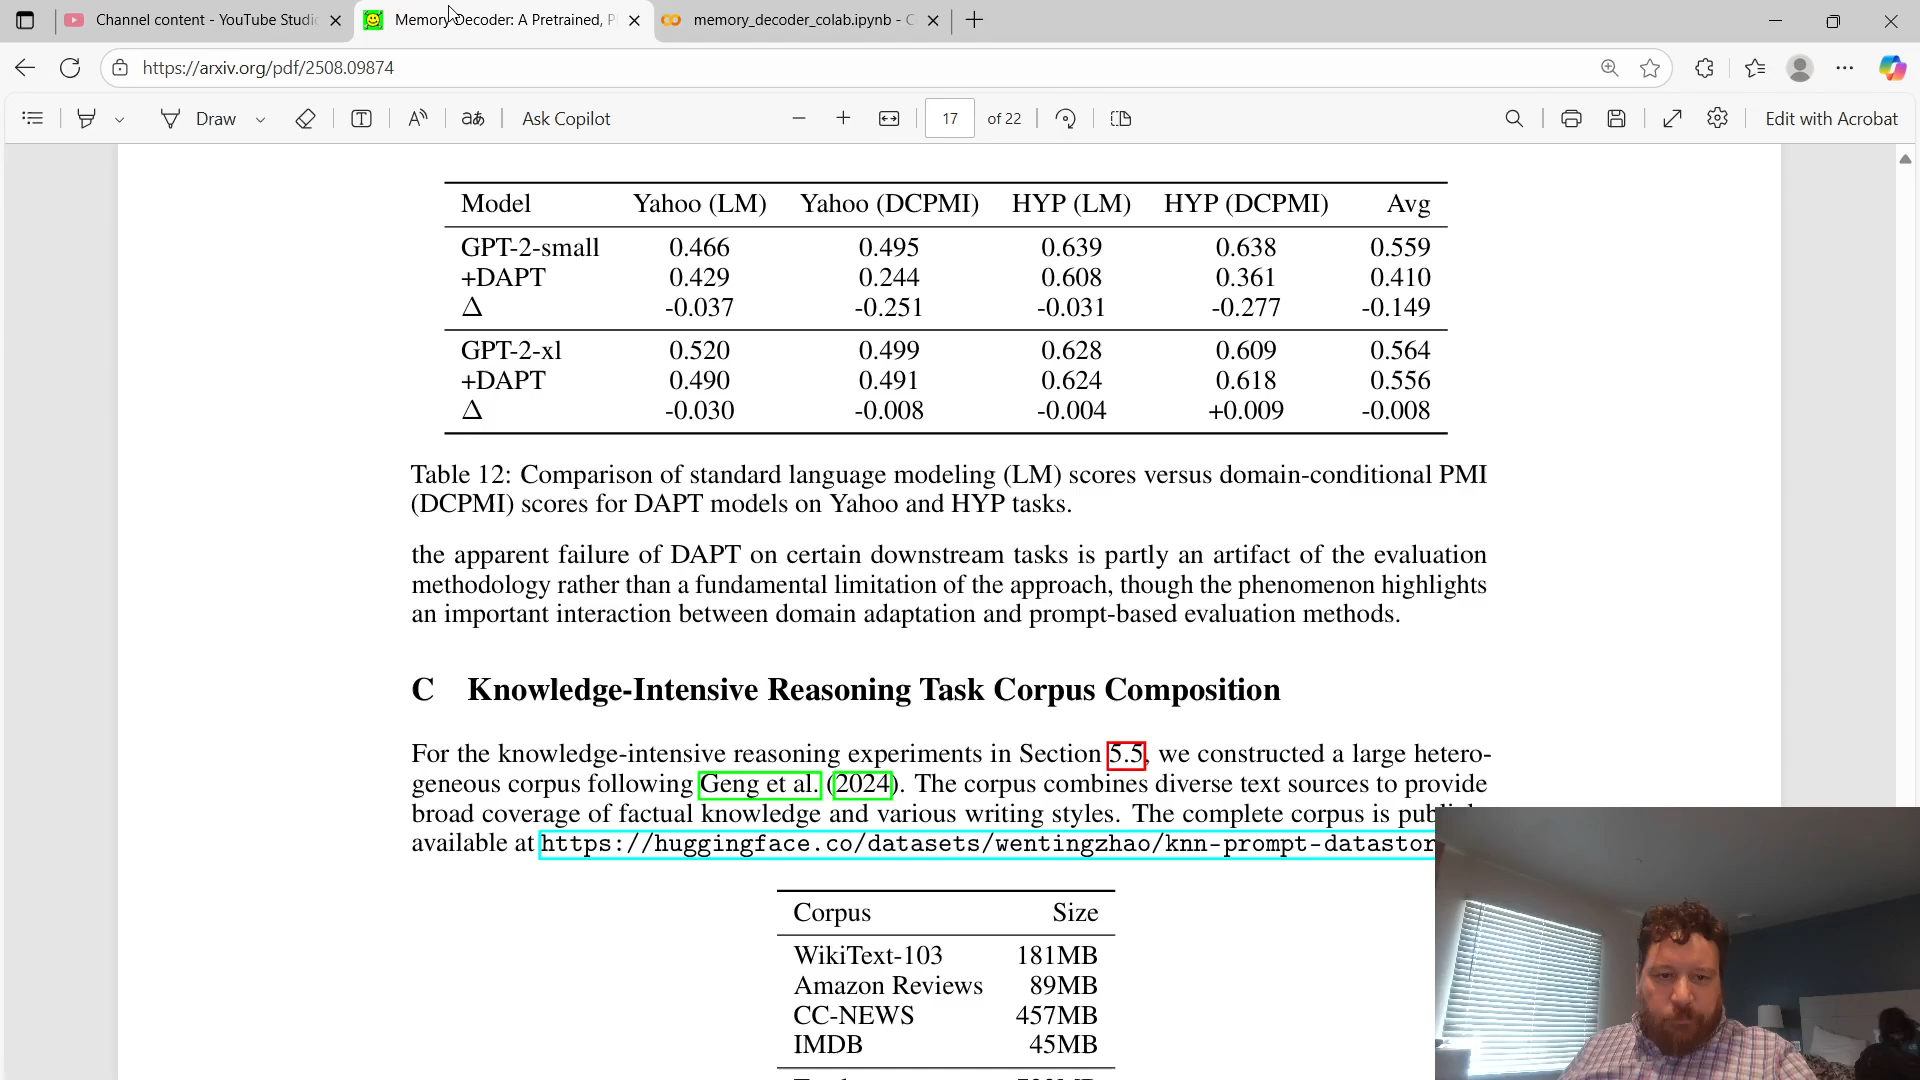 Channel content - YouTube Studio
Memory Decoder: A Pretrained, P
memory_decoder_colab.ipynb - C
https://arxiv.org/pdf/2508.09874
Draw
Ask Copilot
17 of 22
Edit with Acrobat
Model Yahoo (LM) Yahoo (DCPMI) HYP (LM) HYP (DCPMI) Avg
GPT-2-small 0.466 0.495 0.639 0.638 0.559
+DAPT 0.429 0.244 0.608 0.361 0.410
Δ -0.037 -0.251 -0.031 -0.277 -0.149
GPT-2-xl 0.520 0.499 0.628 0.609 0.564
+DAPT 0.490 0.491 0.624 0.618 0.556
Δ -0.030 -0.008 -0.004 +0.009 -0.008
Table 12: Comparison of standard language modeling (LM) scores versus domain-conditional PMI
(DCPMI) scores for DAPT models on Yahoo and HYP tasks.
the apparent failure of DAPT on certain downstream tasks is partly an artifact of the evaluation
methodology rather than a fundamental limitation of the approach, though the phenomenon highlights
an important interaction between domain adaptation and prompt-based evaluation methods.
C Knowledge-Intensive Reasoning Task Corpus Composition
For the knowledge-intensive reasoning experiments in Section 5.5, we constructed a large hetero-
geneous corpus following Geng et al. (2024). The corpus combines diverse text sources to provide
broad coverage of factual knowledge and various writing styles. The complete corpus is
available at https://huggingface.co/datasets/wentingzhao/knn-prompt-datastor
Corpus Size
WikiText-103 181MB
Amazon Reviews 89MB
CC-NEWS 457MB
IMDB 45MB